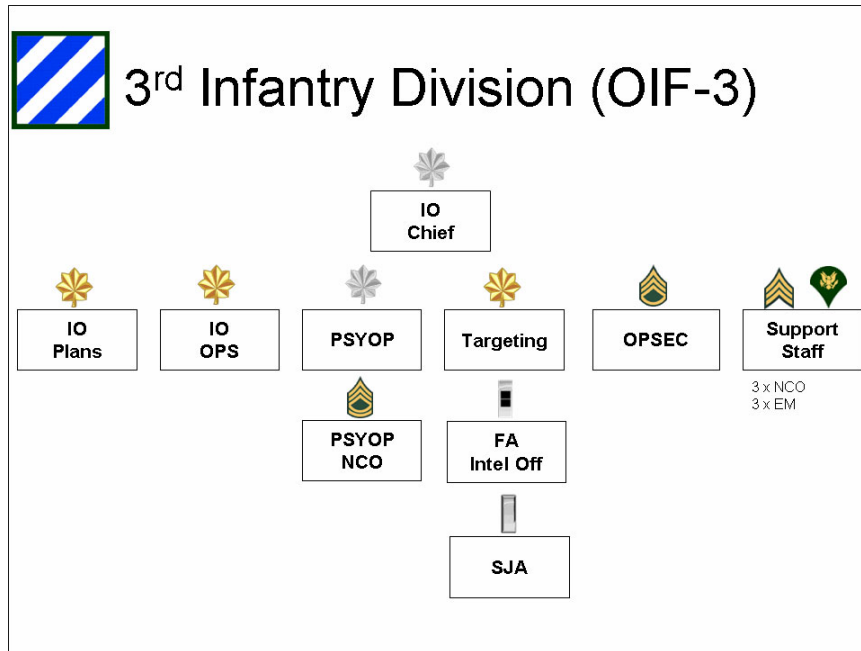 3rd Infantry Division (OIF-3)
IO
Chief
IO
Plans
IO
OPS
PSYOP
Targeting
OPSEC
Support
Staff
3 x NCO
3 x EM
PSYOP
NCO
FA
Intel Off
SJA